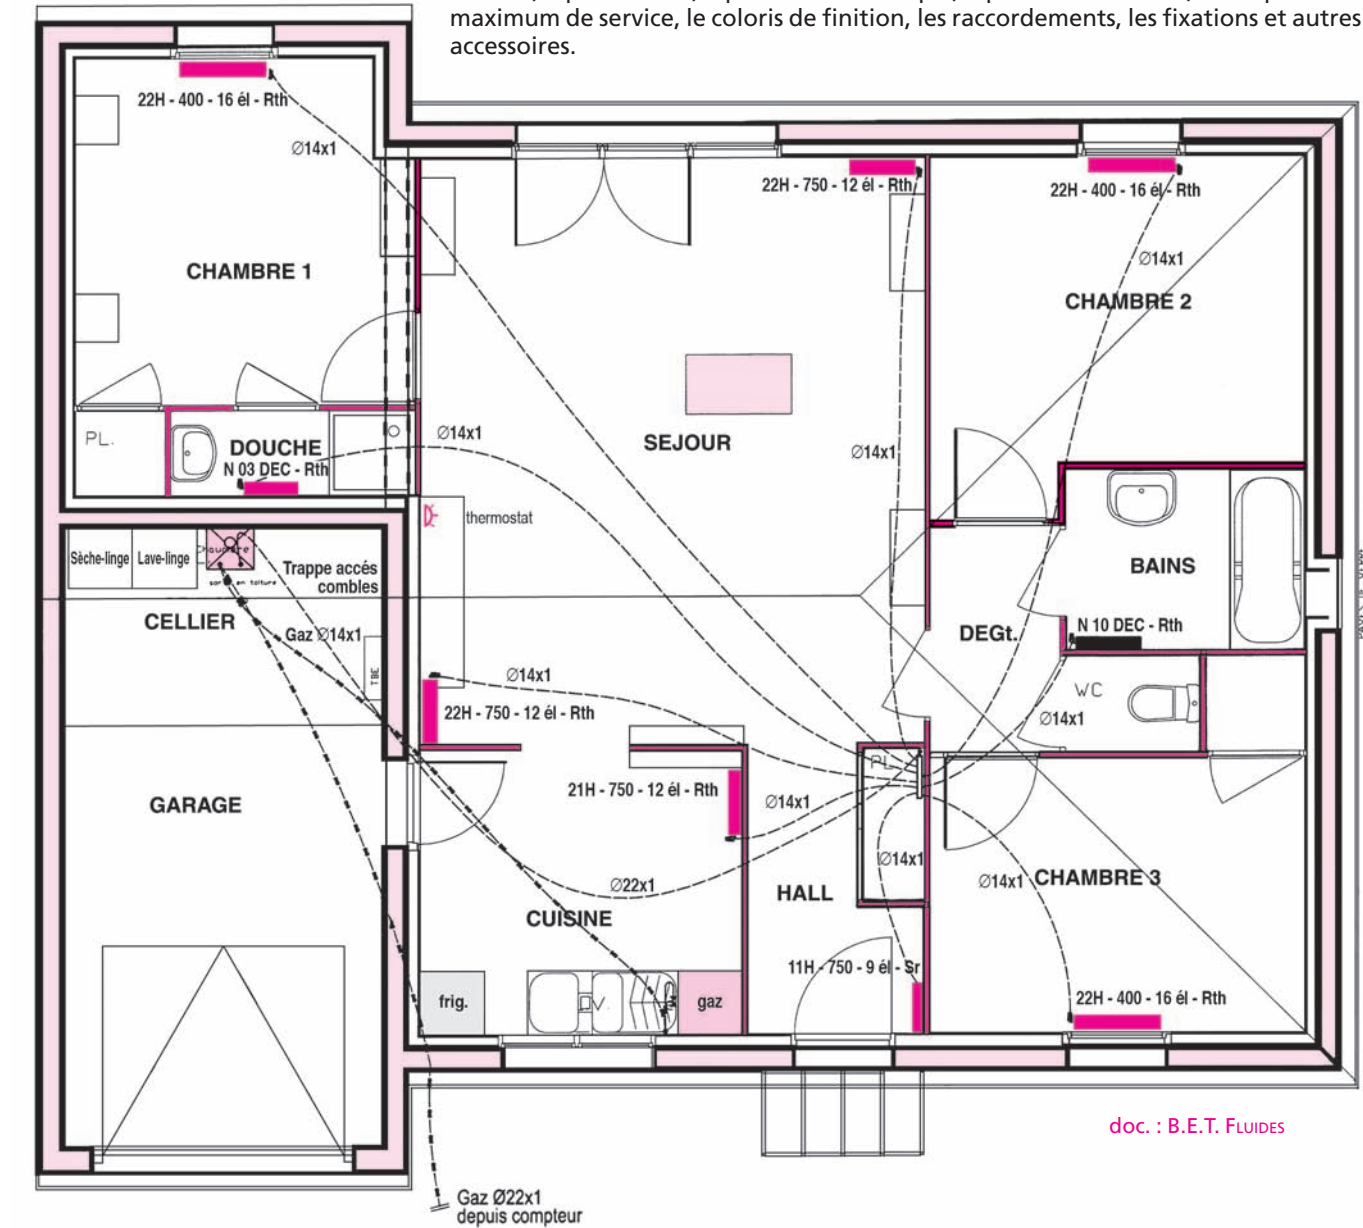 maximum de service, le coloris de finition, les raccordements, les fixations et autres
accessoires.
22H - 400 - 16 él - Rth
Ø14x1
22H - 750 - 12 él - Rth
22H - 400 - 16 él - Rth
Ø14x1
CHAMBRE 1
CHAMBRE 2
PL.
DOUCHE
N 03 DEC - Rth
Ø14x1
SEJOUR
Ø14x1
thermostat
Sèche-linge
Lave-linge
Trappe accés
combles
BAINS
CELLIER
Gaz Ø14x1
DEGt.
N 10 DEC - Rth
Ø14x1
WC
22H - 750 - 12 él - Rth
Ø14x1
PL
21H - 750 - 12 él - Rth
GARAGE
Ø14x1
Ø14x1
Ø22x1
HALL
Ø14x1
CHAMBRE 3
CUISINE
11H - 750 - 9 él - Sr
frig.
L.V.
gaz
22H - 400 - 16 él - Rth
doc. : B.E.T. FLUIDES
Gaz Ø22x1
depuis compteur